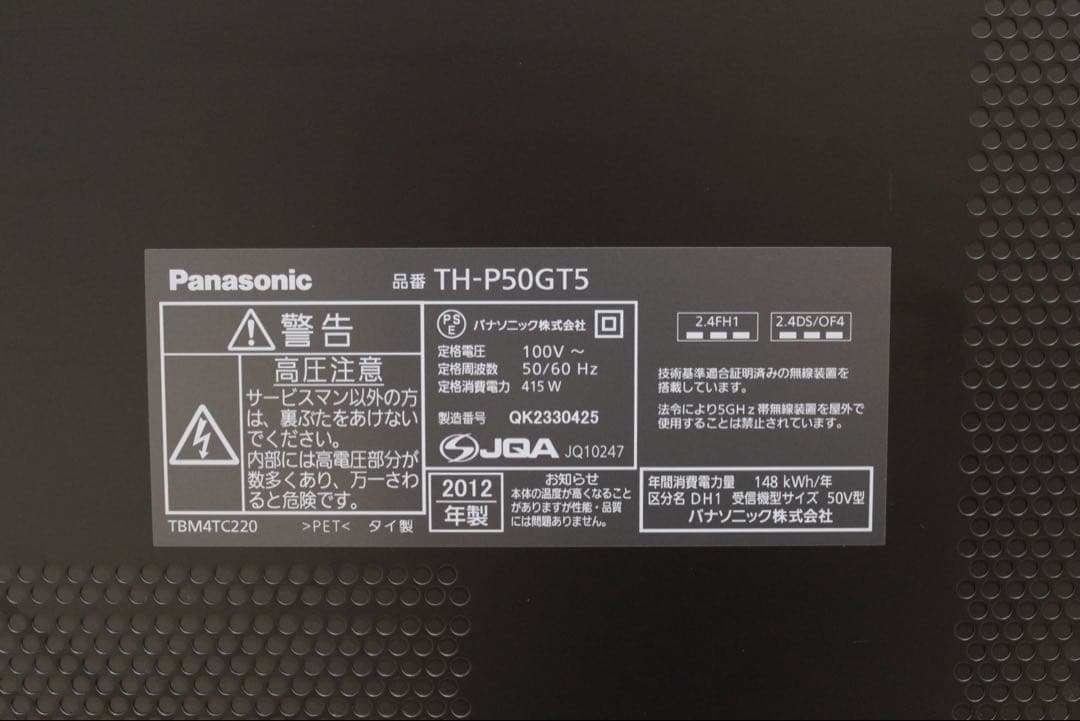 Panasonic 品番 TH-P50GT5
警告
高圧注意
サービスマン以外の方
は、裏ぶたをあけない
でください。
内部には高電圧部分が
数多くあり、万一さわ
ると危険です。
TBM4TC220 >PET< タイ製
PSE パナソニック株式会社
定格電圧 100V ～
定格周波数 50/60 Hz
定格消費電力 415 W
製造番号 QK2330425
JQA JQ10247
2012
年製
お知らせ
本体の温度が高くなること
がありますが性能・品質
には問題ありません。
2.4FH1 2.4DS/OF4
技術基準適合証明済みの無線装置を
搭載しています。
法令により5GHz帯無線装置を屋外で
使用することは禁止されています。
年間消費電力量 148 kWh/年
区分名 DH1 受信機型サイズ 50V型
パナソニック株式会社